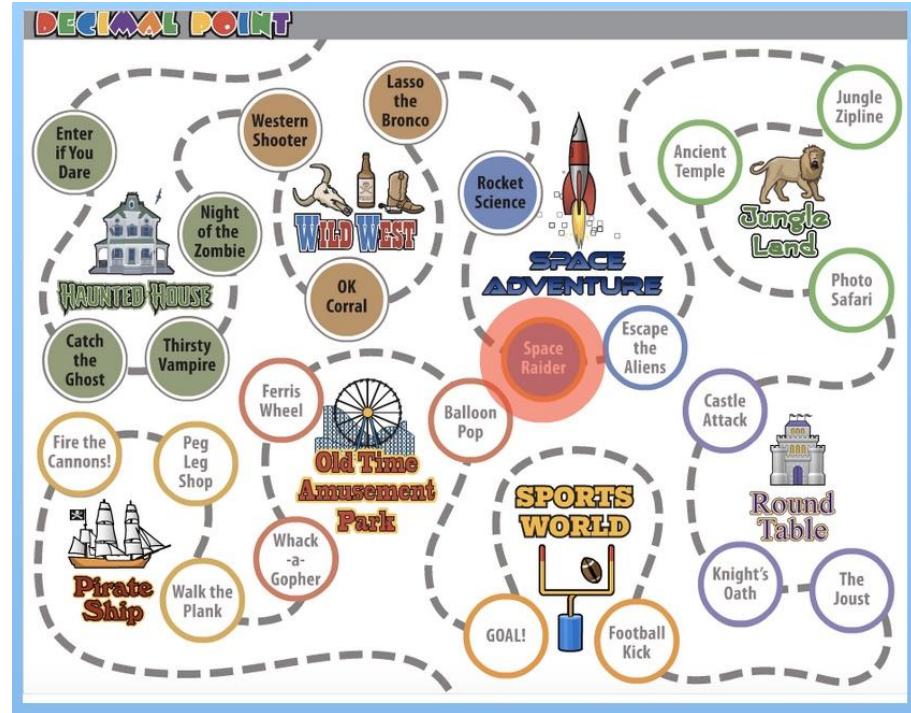 DECIMAL POINT
Enter
if You
Dare
Western
Shooter
Lasso
the
Bronco
Jungle
Zipline
Ancient
Temple
Rocket
Science
Night
of the
Zombie
WILD WEST
Jungle
Land
SPACE
ADVENTURE
HAUNTED HOUSE
OK
Corral
Photo
Safari
Catch
the
Ghost
Thirsty
Vampire
Space
Raider
Escape
the
Aliens
Ferris
Wheel
Balloon
Pop
Castle
Attack
Fire the
Cannons!
Peg
Leg
Shop
Old Time
Amusement
Park
SPORTS
WORLD
Round
Table
Whack
-a-
Gopher
Pirate
Ship
Walk the
Plank
Knight's
Oath
The
Joust
GOAL!
Football
Kick